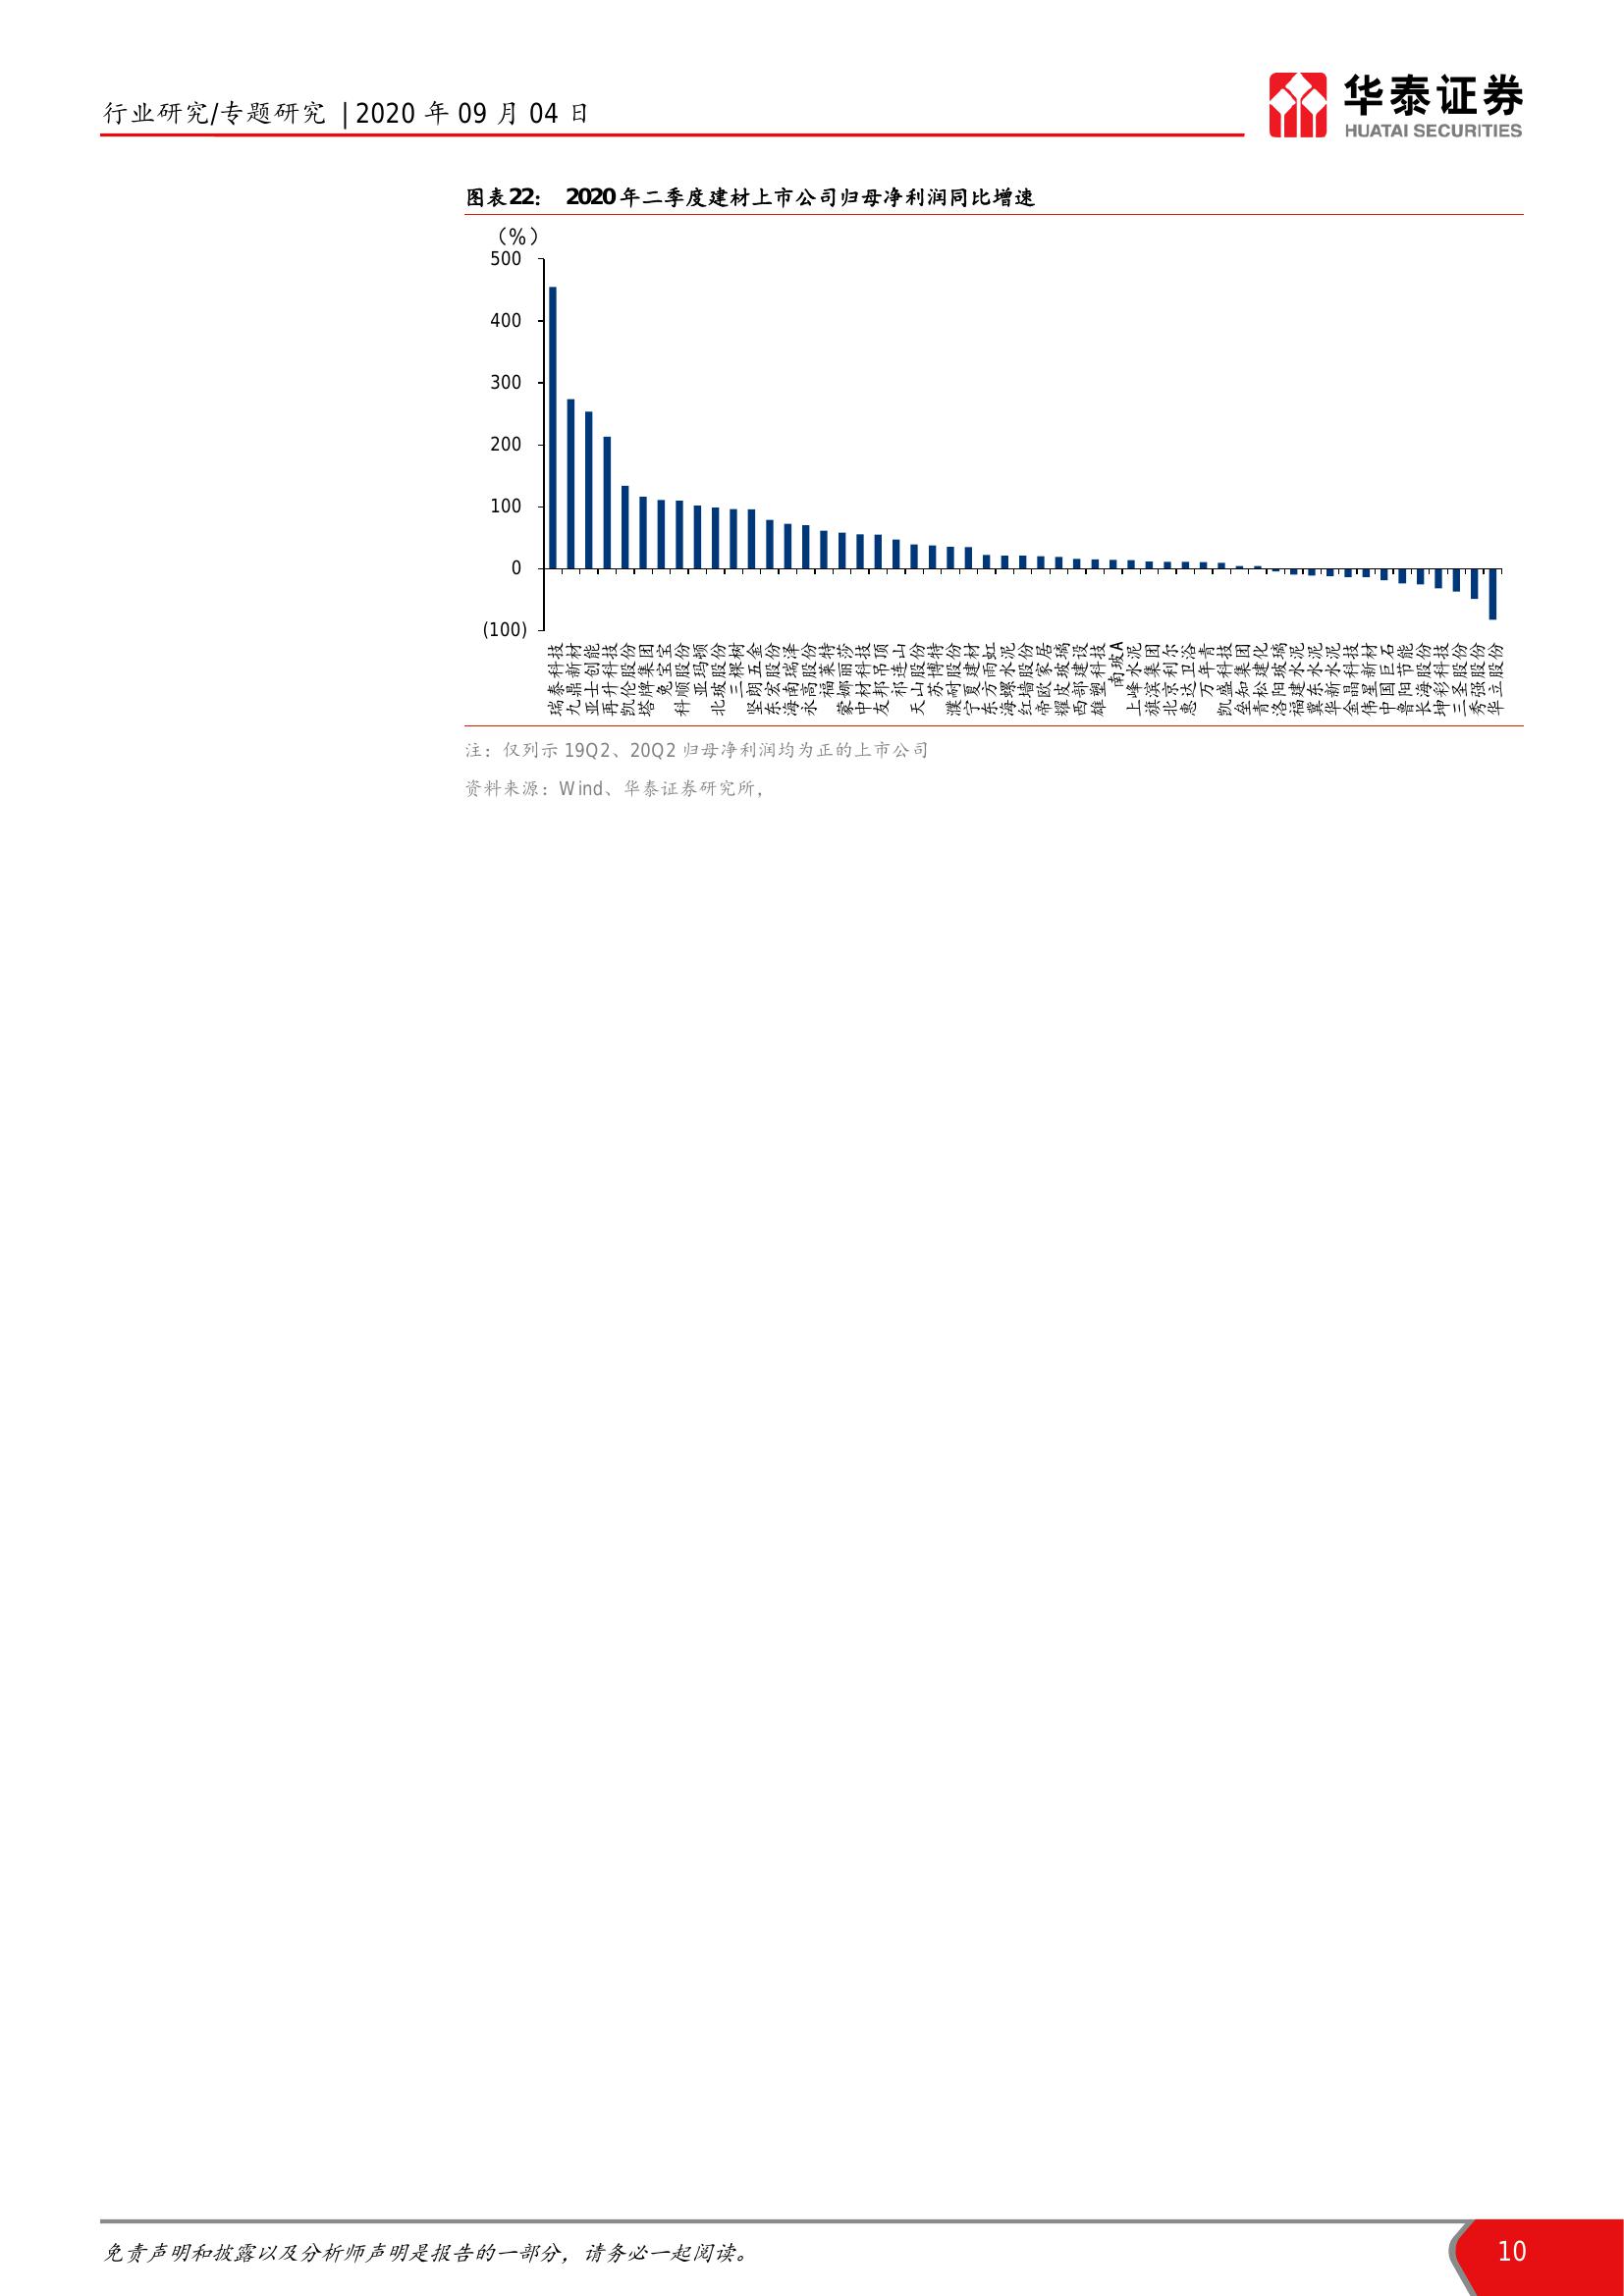 行业研究/专题研究 | 2020 年 09 月 04 日
华泰证券
HUATAI SECURITIES
图表22： 2020 年二季度建材上市公司归母净利润同比增速
（%）
500
400
300
200
100
0
(100)
瑞泰科技
九鼎新材
亚士创能
再升科技
凯伦股份
塔牌集团
兔宝宝
科顺股份
亚玛顿
北玻股份
三棵树
坚朗五金
东宏股份
海南瑞泽
永高股份
福莱特
蒙娜丽莎
中材科技
友邦吊顶
祁连山
天山股份
苏博特
濮耐股份
宁夏建材
东方雨虹
海螺水泥
红墙股份
帝欧家居
耀皮玻璃
西部建设
雄塑科技
南玻A
上峰水泥
旗滨集团
北京利尔
惠达卫浴
万年青
凯盛科技
垒知集团
青松建化
洛阳玻璃
福建水泥
冀东水泥
华新水泥
金晶科技
伟星新材
中国巨石
鲁阳节能
长海股份
坤彩科技
三圣股份
秀强股份
华立股份
注：仅列示 19Q2、20Q2 归母净利润均为正的上市公司
资料来源：Wind、华泰证券研究所，
免责声明和披露以及分析师声明是报告的一部分，请务必一起阅读。
10